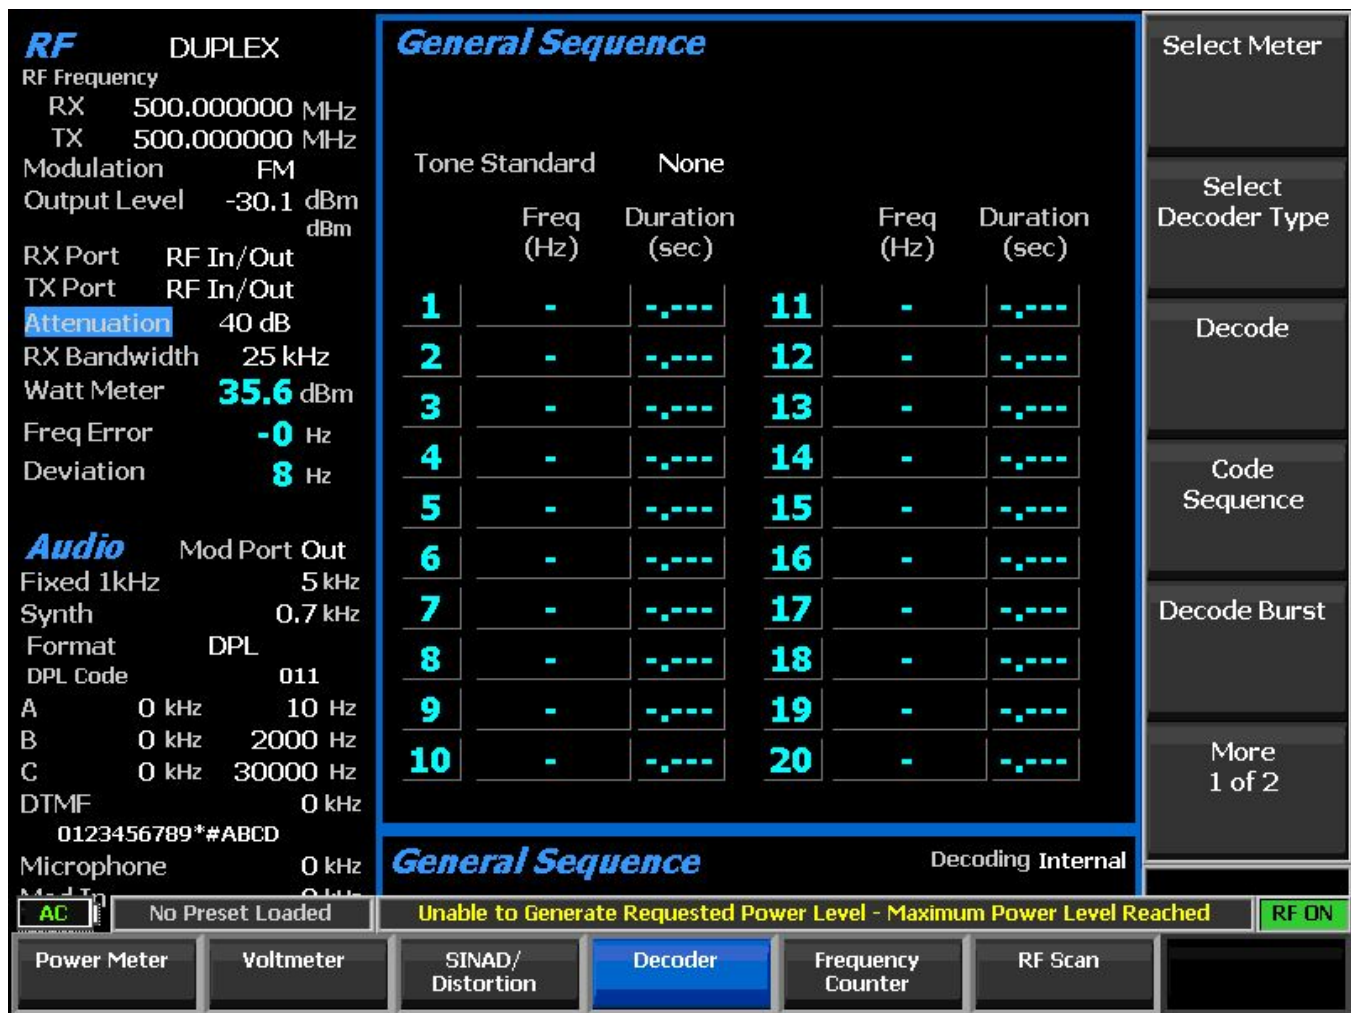 RF DUPLEX
RF Frequency
RX 500.000000 MHz
TX 500.000000 MHz
Modulation FM
Output Level -30.1 dBm
dBm
RX Port RF In/Out
TX Port RF In/Out
Attenuation 40 dB
RX Bandwidth 25 kHz
Watt Meter 35.6 dBm
Freq Error -0 Hz
Deviation 8 Hz
Audio Mod Port Out
Fixed 1kHz 5 kHz
Synth 0.7 kHz
Format DPL
DPL Code 011
A 0 kHz 10 Hz
B 0 kHz 2000 Hz
C 0 kHz 30000 Hz
DTMF 0 kHz
0123456789*#ABCD
Microphone 0 kHz
General Sequence
Tone Standard None
Freq Duration Freq Duration
(Hz) (sec) (Hz) (sec)
1 - -.--- 11 - -.---
2 - -.--- 12 - -.---
3 - -.--- 13 - -.---
4 - -.--- 14 - -.---
5 - -.--- 15 - -.---
6 - -.--- 16 - -.---
7 - -.--- 17 - -.---
8 - -.--- 18 - -.---
9 - -.--- 19 - -.---
10 - -.--- 20 - -.---
General Sequence Decoding Internal
Select Meter
Select
Decoder Type
Decode
Code
Sequence
Decode Burst
More
1 of 2
AC No Preset Loaded Unable to Generate Requested Power Level - Maximum Power Level Reached RF ON
Power Meter Voltmeter SINAD/ Decoder Frequency RF Scan
Distortion Counter